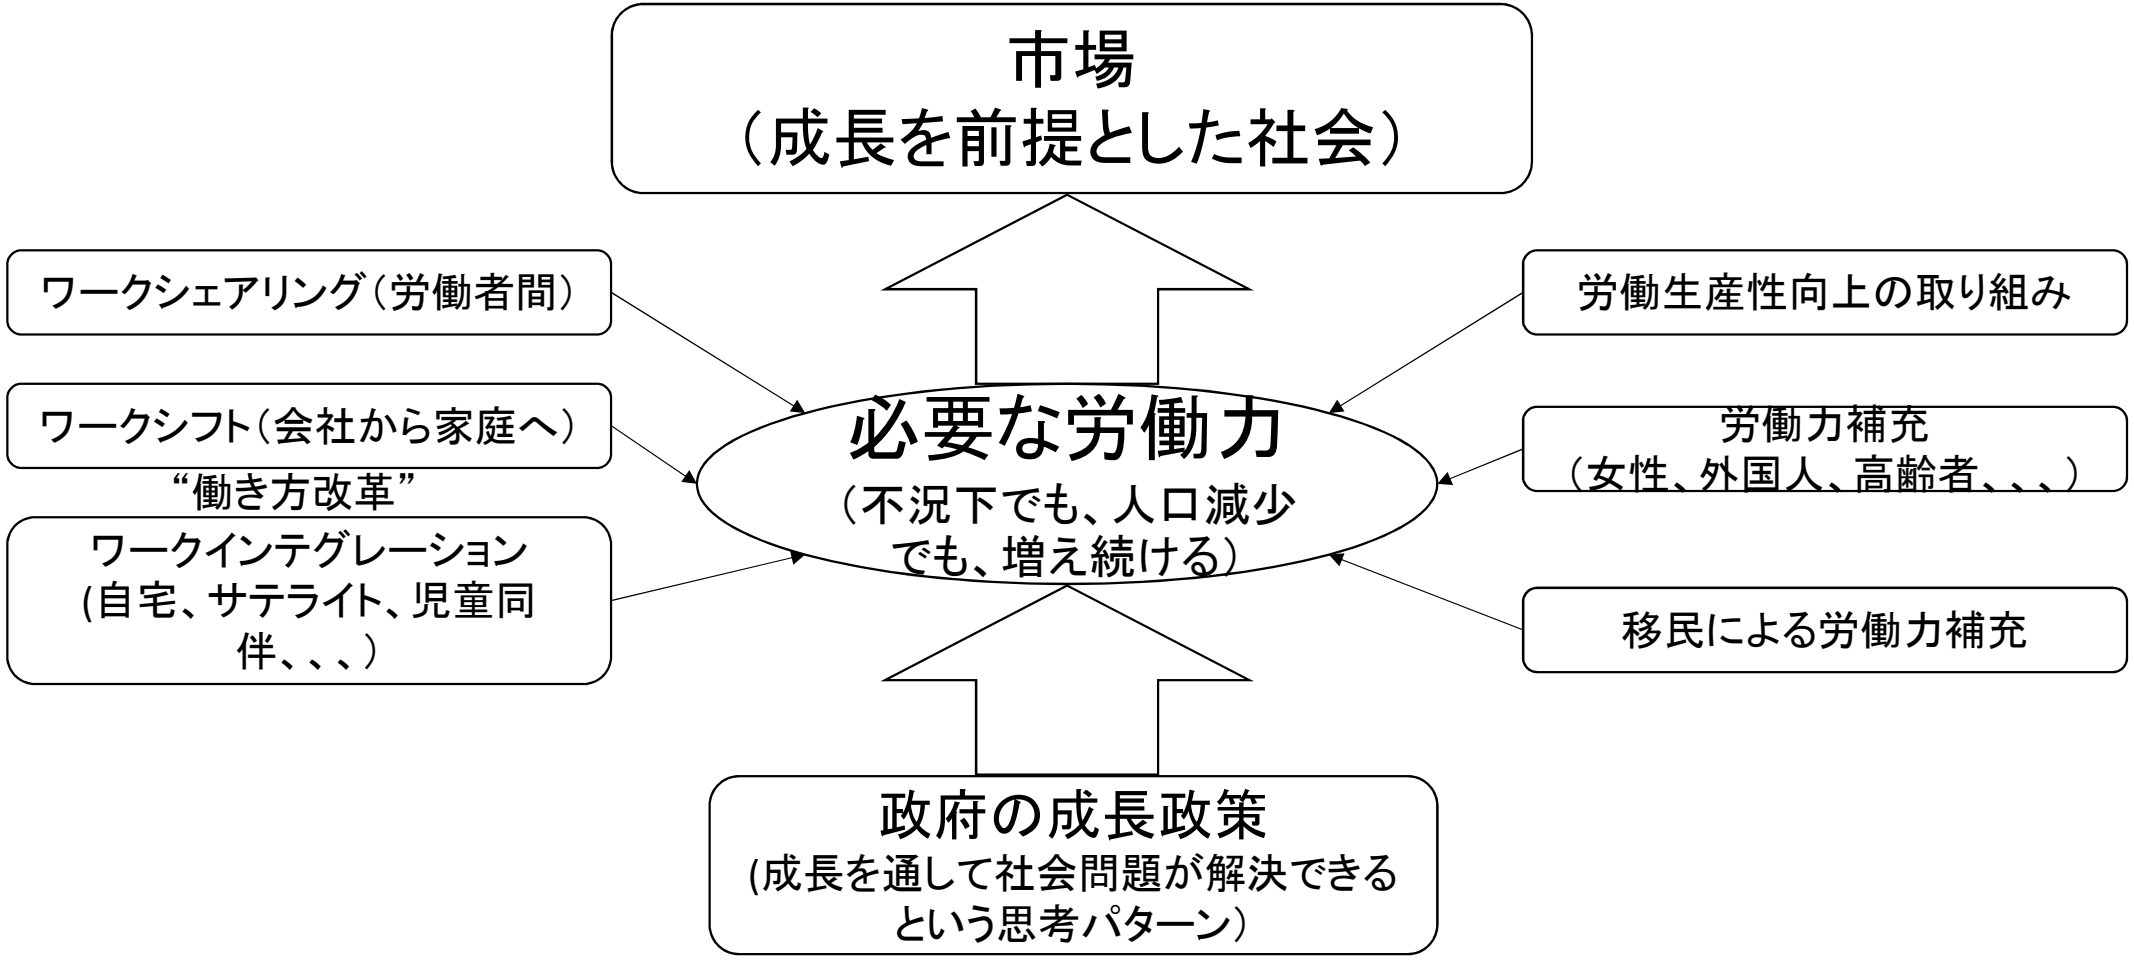 市場
（成長を前提とした社会）
ワークシェアリング（労働者間）
ワークシフト（会社から家庭へ）
“働き方改革”
ワークインテグレーション
(自宅、サテライト、児童同
伴、、、）
必要な労働力
（不況下でも、人口減少
でも、増え続ける）
労働生産性向上の取り組み
労働力補充
（女性、外国人、高齢者、、、）
移民による労働力補充
政府の成長政策
(成長を通して社会問題が解決できる
という思考パターン）